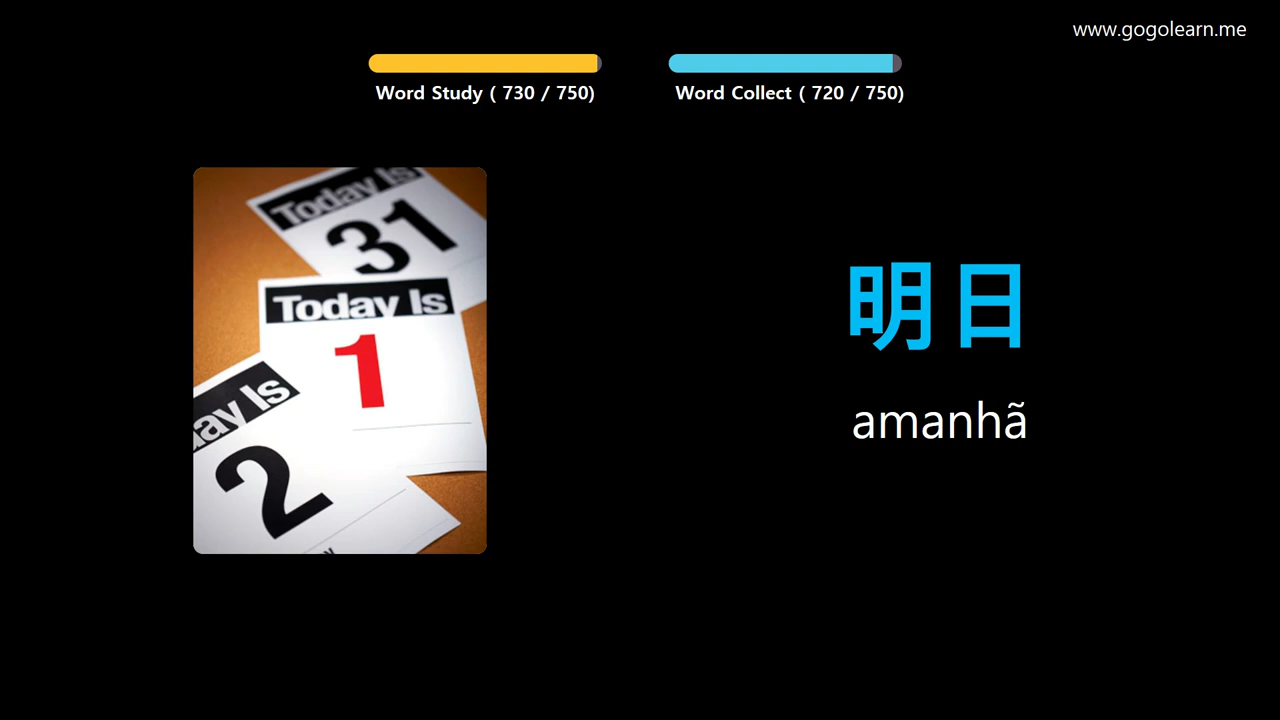 www.gogolearn.me
Word Study ( 730 / 750)
Word Collect ( 720 / 750)
Today Is
31
Today Is
1
ay Is
2
明日
amanhã